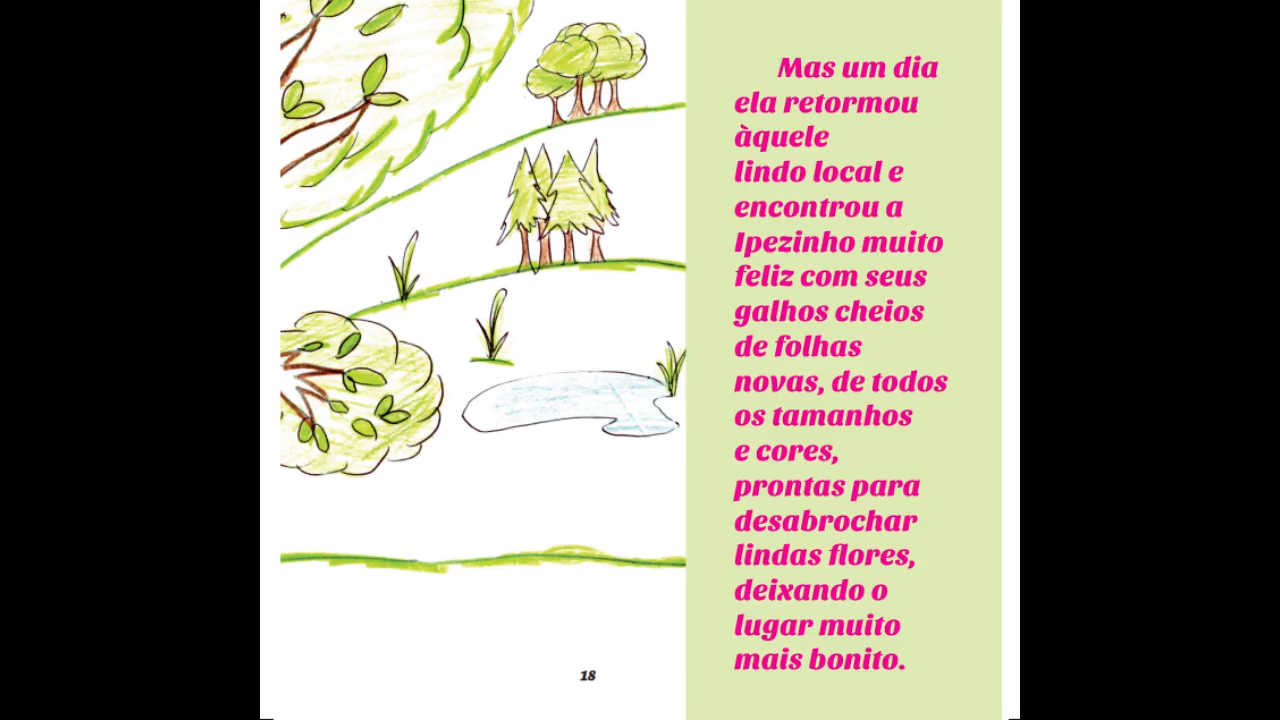 Mas um dia
ela retormou
àquele
lindo local e
encontrou a
Ipezinho muito
feliz com seus
galhos cheios
de folhas
novas, de todos
os tamanhos
e cores,
prontas para
desabrochar
lindas flores,
deixando o
lugar muito
mais bonito.
18